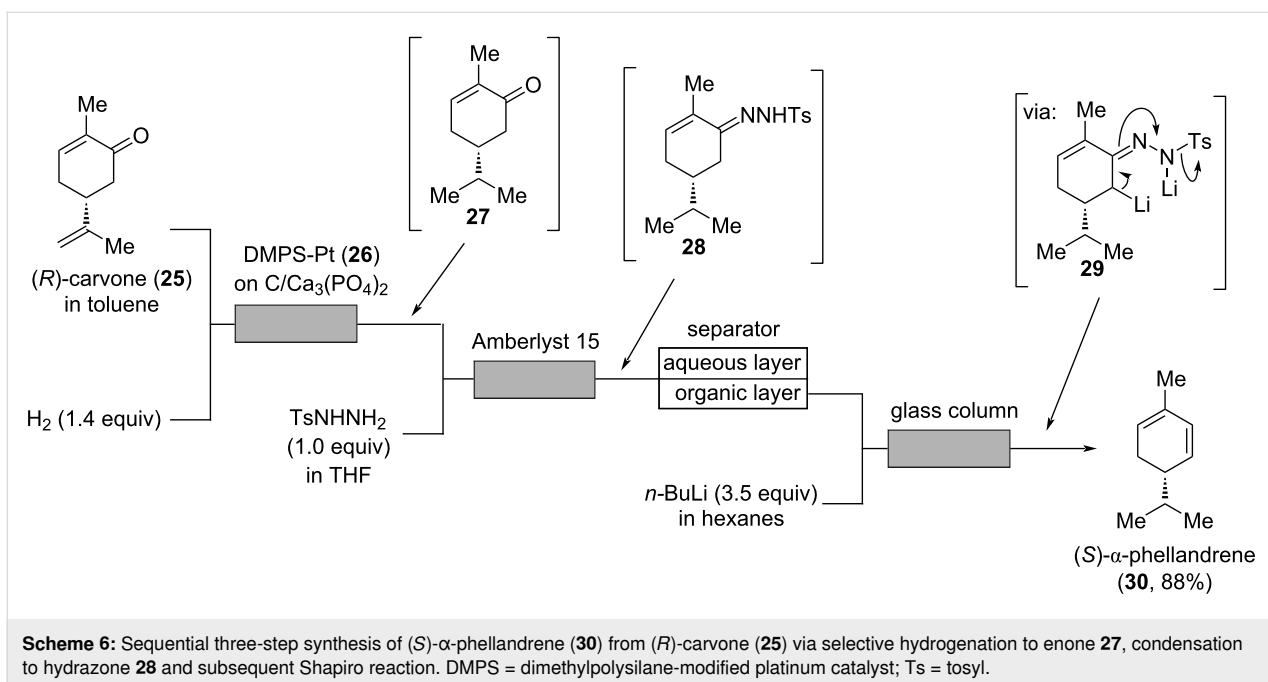 Me
O
Me
(R)-carvone (25)
in toluene
H2 (1.4 equiv)
DMPS-Pt (26)
on C/Ca3(PO4)2
Me
O
Me
Me
27
TsNHNH2
(1.0 equiv)
in THF
Amberlyst 15
Me
NNHTs
Me
Me
28
separator
aqueous layer
organic layer
n-BuLi (3.5 equiv)
in hexanes
glass column
via:
Me
N
N
Ts
Li
Li
Me
Me
29
Me
Me
Me
(S)-α-phellandrene
(30, 88%)
Scheme 6: Sequential three-step synthesis of (S)-α-phellandrene (30) from (R)-carvone (25) via selective hydrogenation to enone 27, condensation
to hydrazone 28 and subsequent Shapiro reaction. DMPS = dimethylpolysilane-modified platinum catalyst; Ts = tosyl.